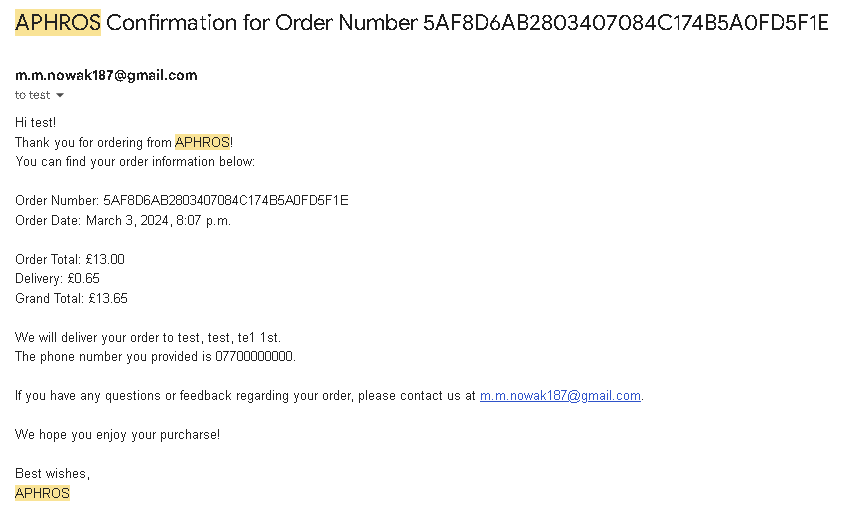 APHROS Confirmation for Order Number 5AF8D6AB2803407084C174B5A0FD5F1E
m.m.nowak187@gmail.com
to test
Hi test!
Thank you for ordering from APHROS!
You can find your order information below:
Order Number: 5AF8D6AB2803407084C174B5A0FD5F1E
Order Date: March 3, 2024, 8:07 p.m.
Order Total: £13.00
Delivery: £0.65
Grand Total: £13.65
We will deliver your order to test, test, te1 1st.
The phone number you provided is 07700000000.
If you have any questions or feedback regarding your order, please contact us at m.m.nowak187@gmail.com.
We hope you enjoy your purcharse!
Best wishes,
APHROS